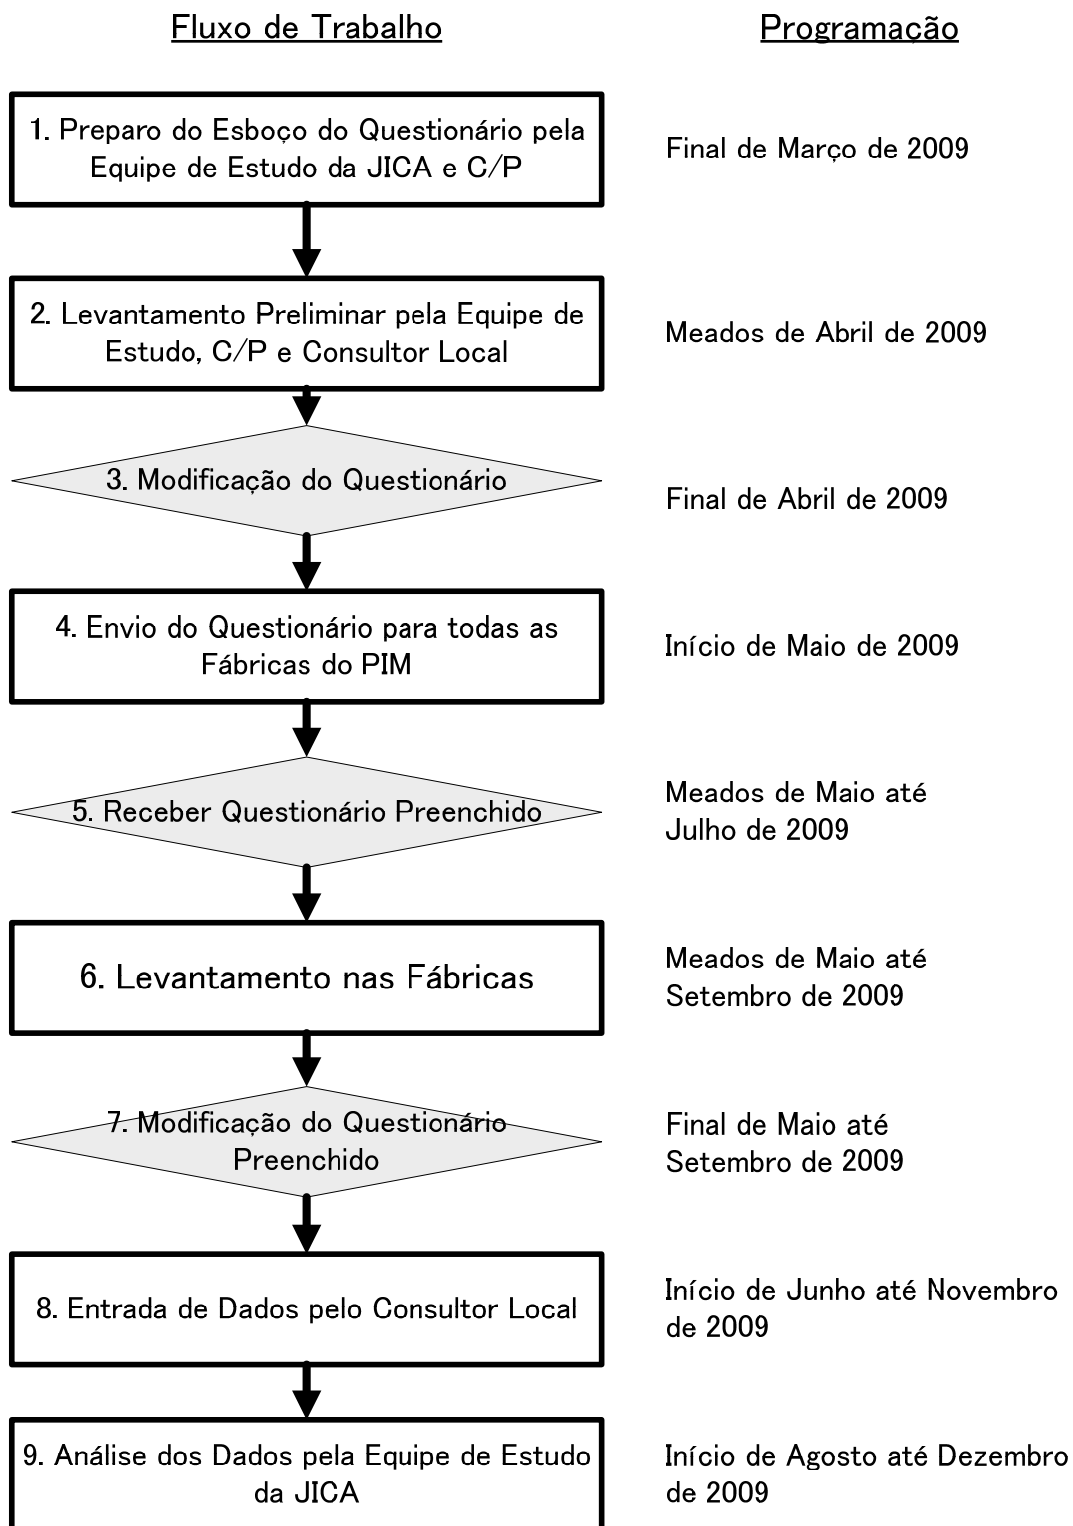 Fluxo de Trabalho
Programação
1. Preparo do Esboço do Questionário pela
Equipe de Estudo da JICA e C/P
Final de Março de 2009
2. Levantamento Preliminar pela Equipe de
Estudo, C/P e Consultor Local
Meados de Abril de 2009
3. Modificação do Questionário
Final de Abril de 2009
4. Envio do Questionário para todas as
Fábricas do PIM
Início de Maio de 2009
5. Receber Questionário Preenchido
Meados de Maio até
Julho de 2009
6. Levantamento nas Fábricas
Meados de Maio até
Setembro de 2009
7. Modificação do Questionário
Preenchido
Final de Maio até
Setembro de 2009
8. Entrada de Dados pelo Consultor Local
Início de Junho até Novembro
de 2009
9. Análise dos Dados pela Equipe de Estudo
da JICA
Início de Agosto até Dezembro
de 2009